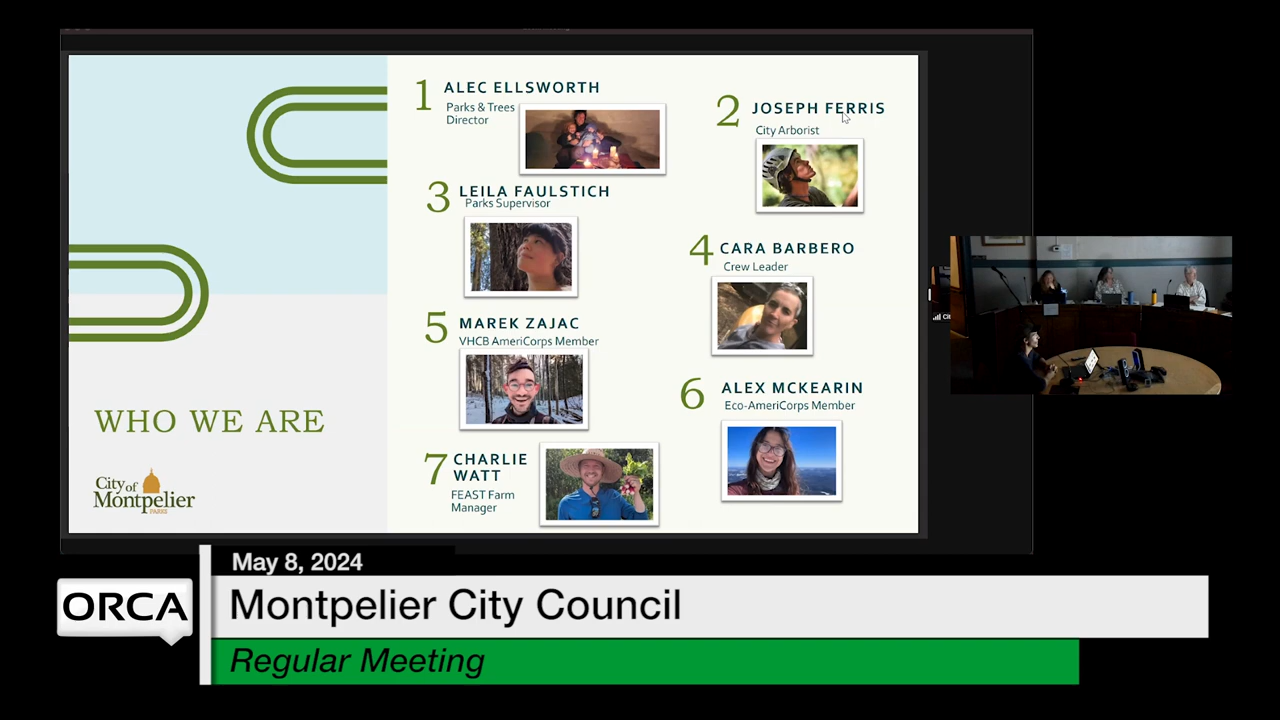 1
ALEC ELLSWORTH
Parks & Trees
Director
2
JOSEPH FERRIS
City Arborist
3
LEILA FAULSTICH
Parks Supervisor
4
CARA BARBERO
Crew Leader
5
MAREK ZAJAC
VHCB AmeriCorps Member
6
ALEX MCKEARIN
Eco-AmeriCorps Member
7
CHARLIE
WATT
FEAST Farm
Manager
WHO WE ARE
City of
Montpelier
PARKS
May 8, 2024
ORCA
Montpelier City Council
Regular Meeting